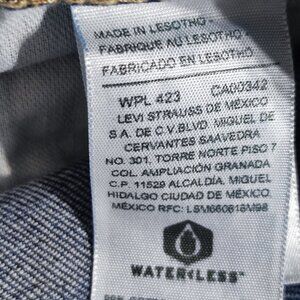 MADE IN LESOTHO
FABRIQUE AU LESOTHO
FABRICADO EN LESOTHO
WPL 423 CA00342
LEVI STRAUSS DE MÉXICO
S.A. DE C.V. BLVD. MIGUEL DE
CERVANTES SAAVEDRA
NO. 301, TORRE NORTE PISO 7
COL. AMPLIACIÓN GRANADA
C.P. 11529 ALCALDÍA. MIGUEL
HIDALGO CIUDAD DE MÉXICO.
MÉXICO RFC:
WATER<LESS™